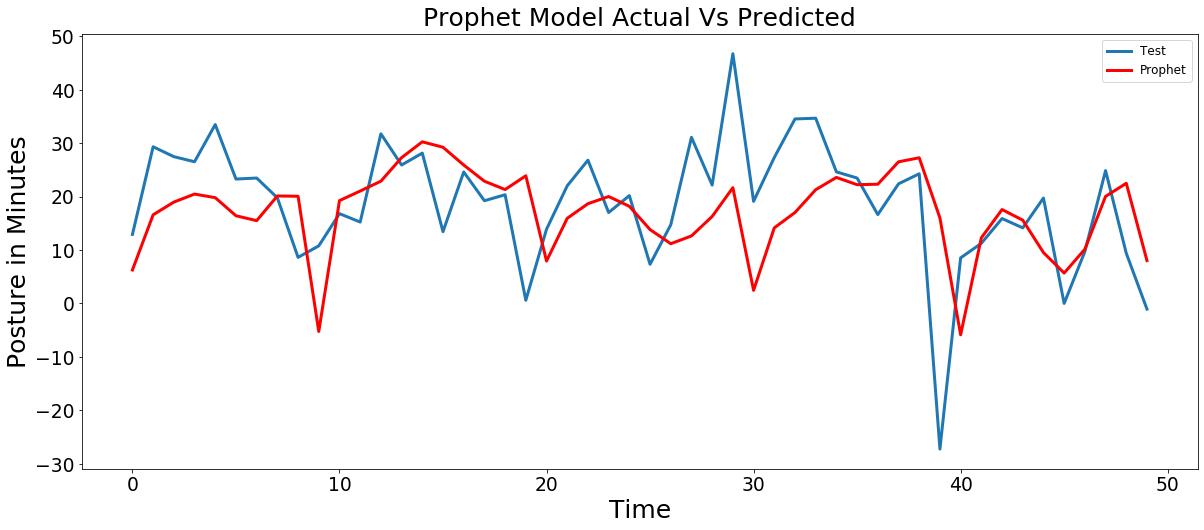 Prophet Model Actual Vs Predicted
Test
Prophet
Posture in Minutes
50
40
30
20
10
0
−10
−20
−30
0 10 20 30 40 50
Time